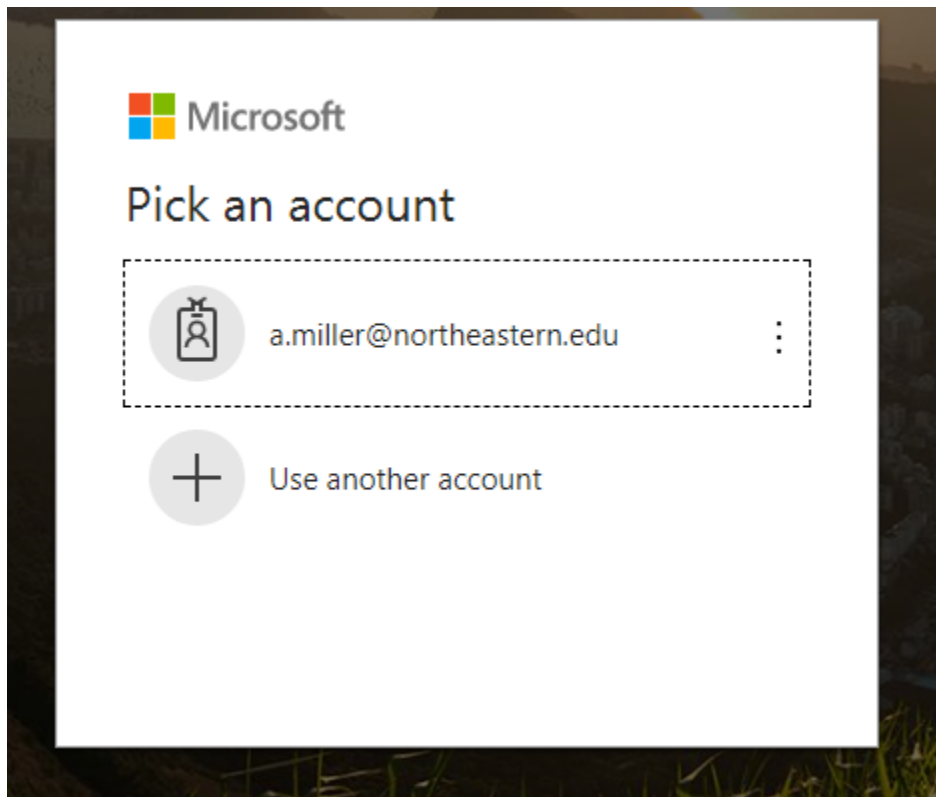 Microsoft
Pick an account
a.miller@northeastern.edu
Use another account